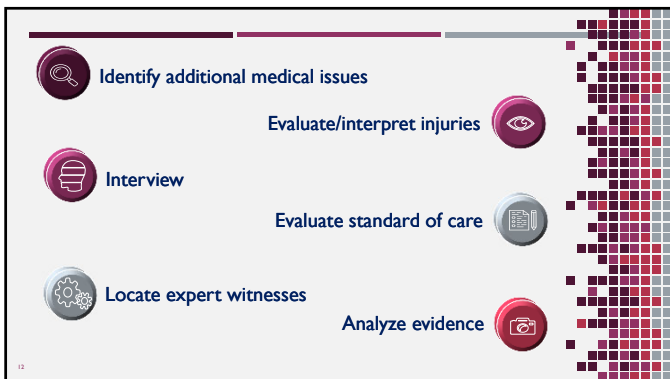 Identify additional medical issues
Evaluate/interpret injuries
Interview
Evaluate standard of care
Locate expert witnesses
Analyze evidence
12